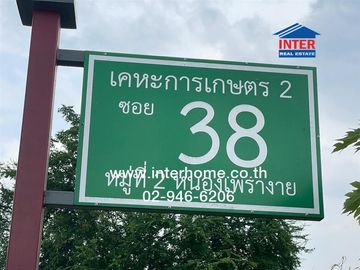 INTER
REAL ESTATE
เคหะการเกษตร 2
ซอย 38
หมู่ที่ 2 หนองเพรางาย
www.interhome.co.th
02-946-6206